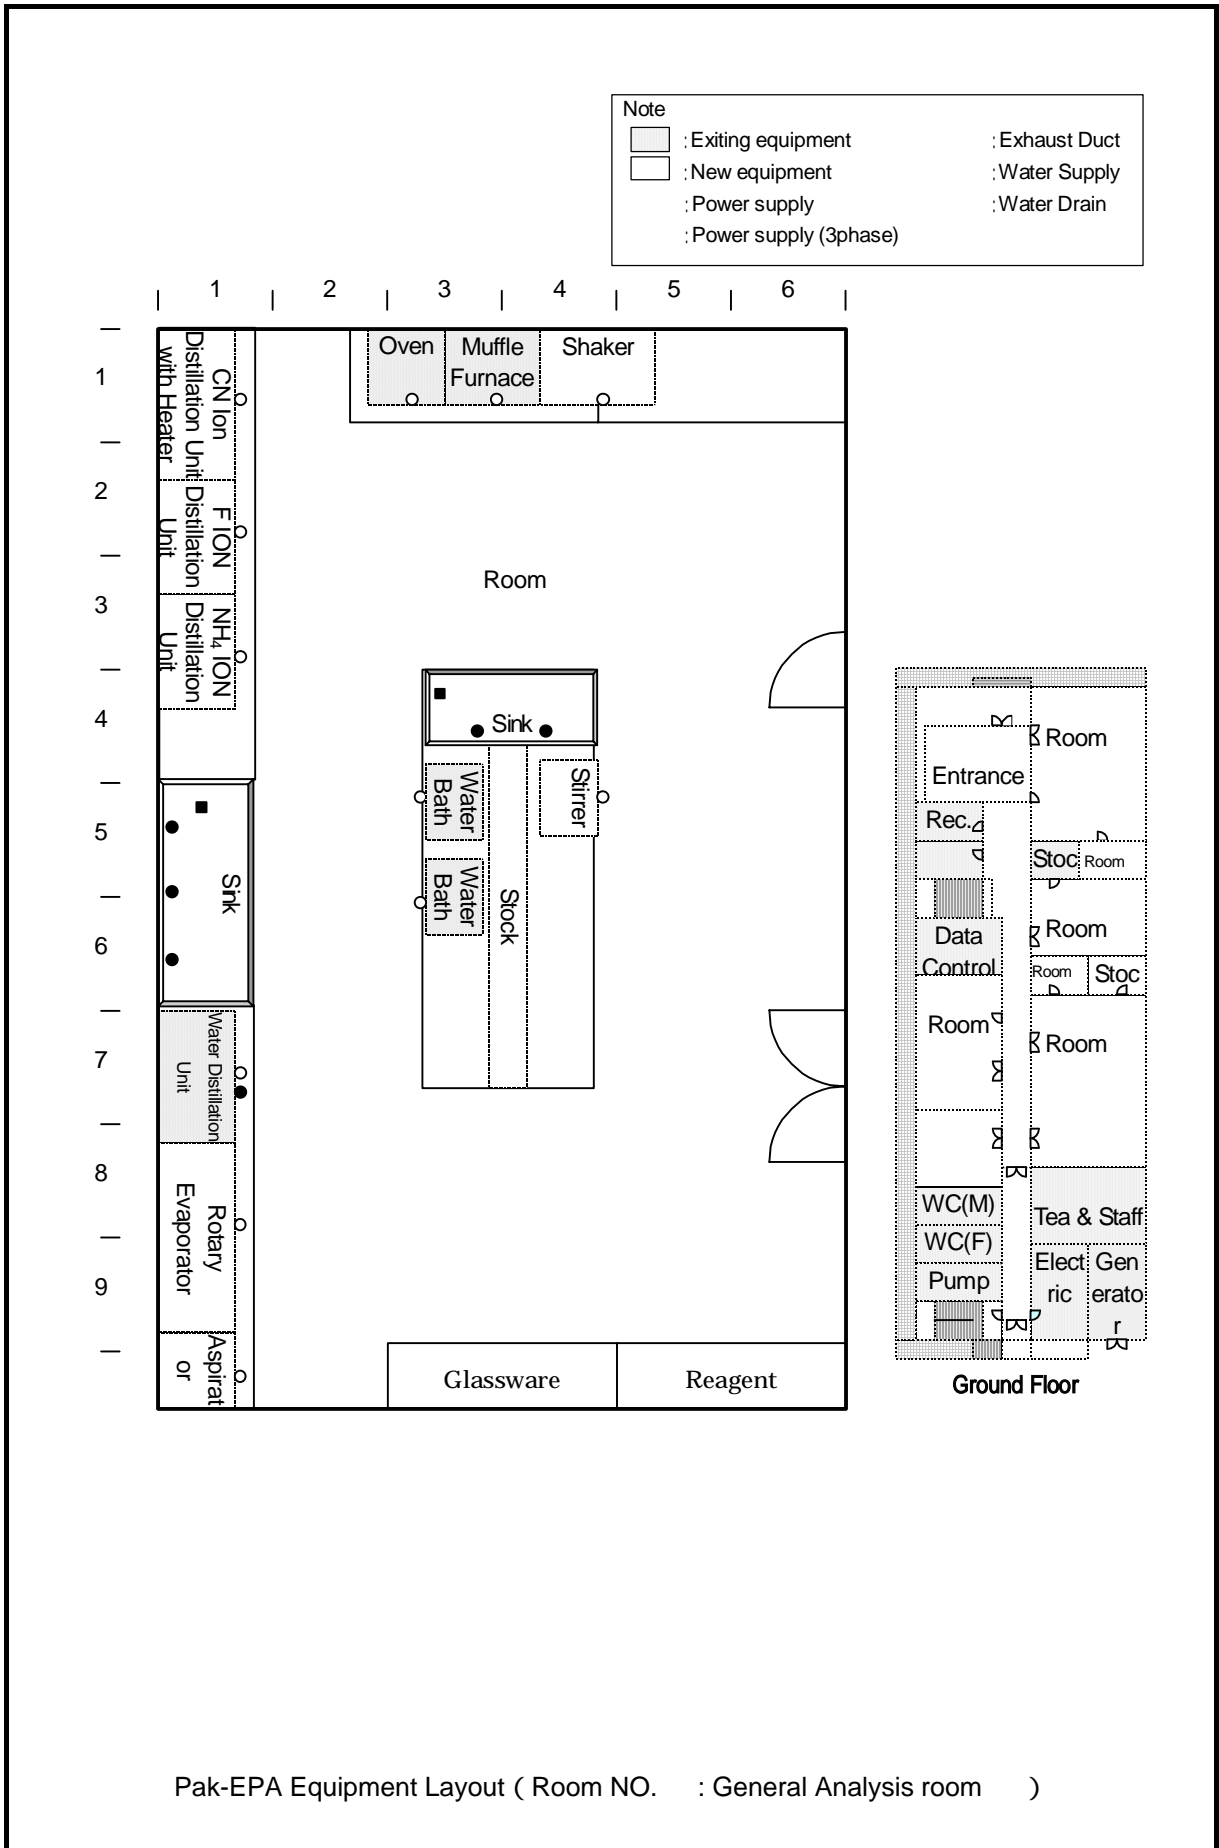 Note
: Exiting equipment
: Exhaust Duct
: New equipment
: Water Supply
: Power supply
: Water Drain
: Power supply (3phase)
1
2
3
4
5
6
1
2
3
4
5
6
7
8
9
CN Ion
Distillation Unit
with Heater
F ION
Distillation
Unit
NH₄ ION
Distillation
Unit
Sink
Water Distillation
Unit
Rotary
Evaporator
Aspirat
or
Oven
Muffle
Furnace
Shaker
Room
Sink
Water
Bath
Water
Bath
Stock
Stirrer
Glassware
Reagent
Room
Entrance
Rec.
Stoc
Room
Data
Control
Room
Room
Stoc
Room
Room
WC(M)
WC(F)
Pump
Tea & Staff
Elect
ric
Gen
erato
r
Ground Floor
Pak-EPA Equipment Layout ( Room NO. : General Analysis room )